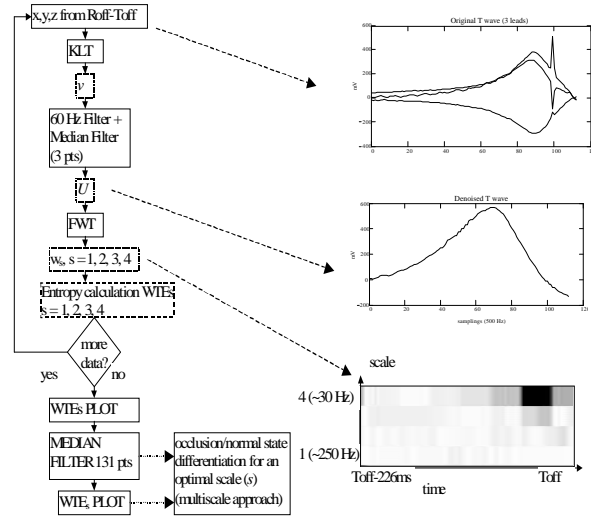 x,y,z from Roff-Toff
KLT
v
60 Hz Filter +
Median Filter
(3 pts)
U
FWT
ws, s = 1, 2, 3, 4
Entropy calculation WTEs
s = 1, 2, 3, 4
more
data?
yes
no
WTEs PLOT
MEDIAN
FILTER 131 pts
WTEs PLOT
occlusion/normal state
differentiation for an
optimal scale (s)
(multiscale approach)
Original T wave (3 leads)
600
400
200
0
-200
-400
mV
0
20
40
60
80
100
Denoised T wave
600
400
200
0
-200
mV
0
20
40
60
80
100
samplings (500 Hz)
scale
4 (~30 Hz)
1 (~250 Hz)
Toff-226ms
time
Toff